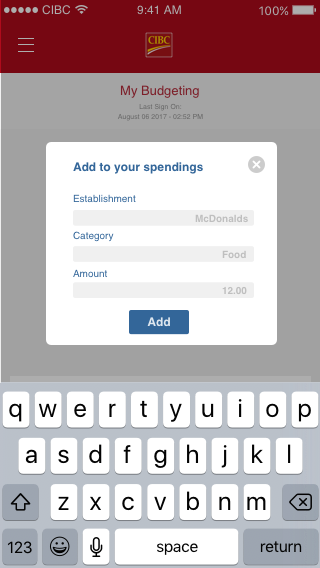 CIBC 9:41 AM 100%
CIBC
My Budgeting
Last Sign On:
August 06 2017 - 02:52 PM
Add to your spendings
Establishment
McDonalds
Category
Food
Amount
12.00
Add
q w e r t y u i o p
a s d f g h j k l
z x c v b n m
123 space return